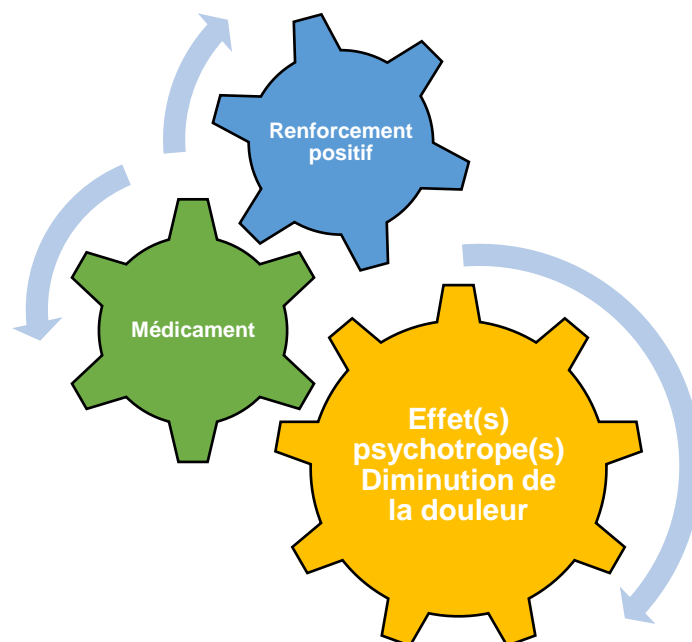 Renforcement
positif
Médicament
Effet(s)
psychotrope(s)
Diminution de
la douleur